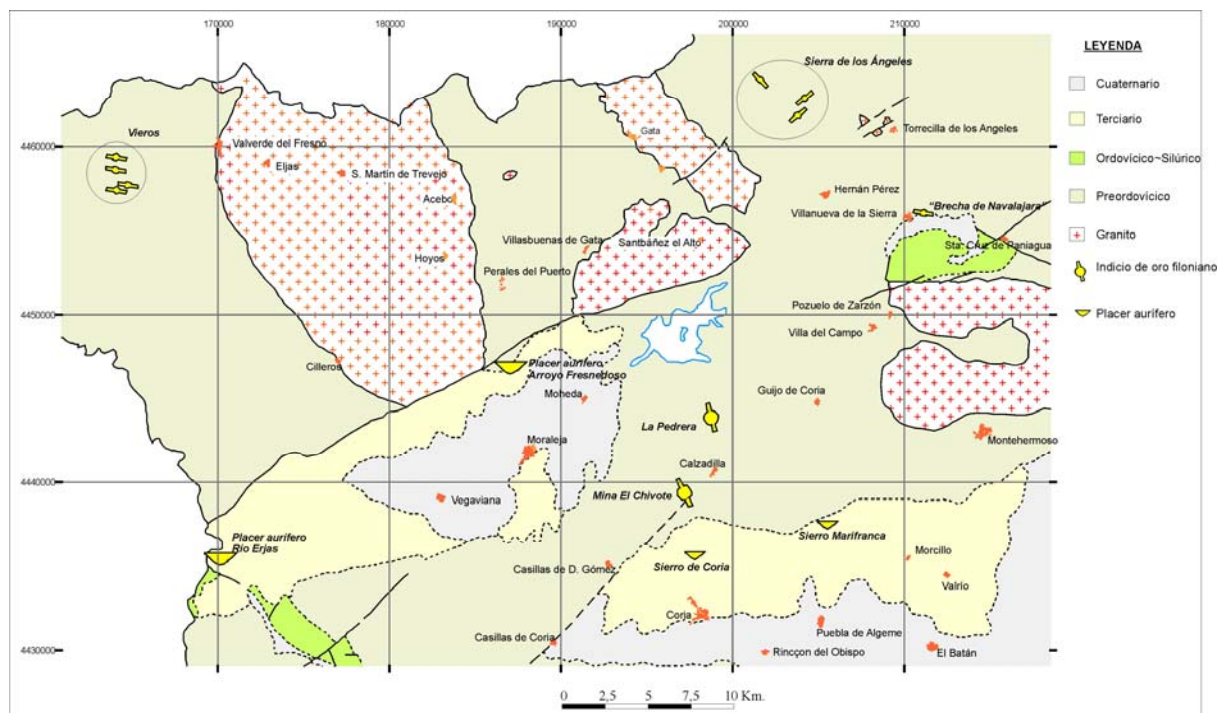 170000
180000
190000
200000
210000
LEYENDA
Cuaternario
Terciario
Ordovícico~Silúrico
Preordovícico
Granito
Indicio de oro filoniano
Placer aurífero
Sierra de los Ángeles
Vieros
Gata
Torrecilla de los Angeles
4460000
Valverde del Fresno
Eljas
S. Martín de Trevejo
Acebo
Hernán Pérez
Villanueva de la Sierra
"Brecha de Navalajara"
Hoyos
Villasbuenas de Gata
Santbáñez el Alto
Sta. Cruz de Paniagua
Perales del Puerto
4450000
Pozuelo de Zarzón
Villa del Campo
Cilleros
Placer aurífero
Arroyo Fresnedoso
Moheda
Guijo de Coria
La Pedrera
Moraleja
Montehermoso
Calzadilla
4440000
Vegaviana
Mina El Chivote
Placer aurífero
Rio Erjas
Sierro Marifranca
Casillas de D. Gómez
Sierro de Coria
Morcillo
Valrio
Coria
Puebla de Algeme
Casillas de Coria
4430000
Rincçon del Obispo
El Batán
0 2,5 5 7,5 10 Km.